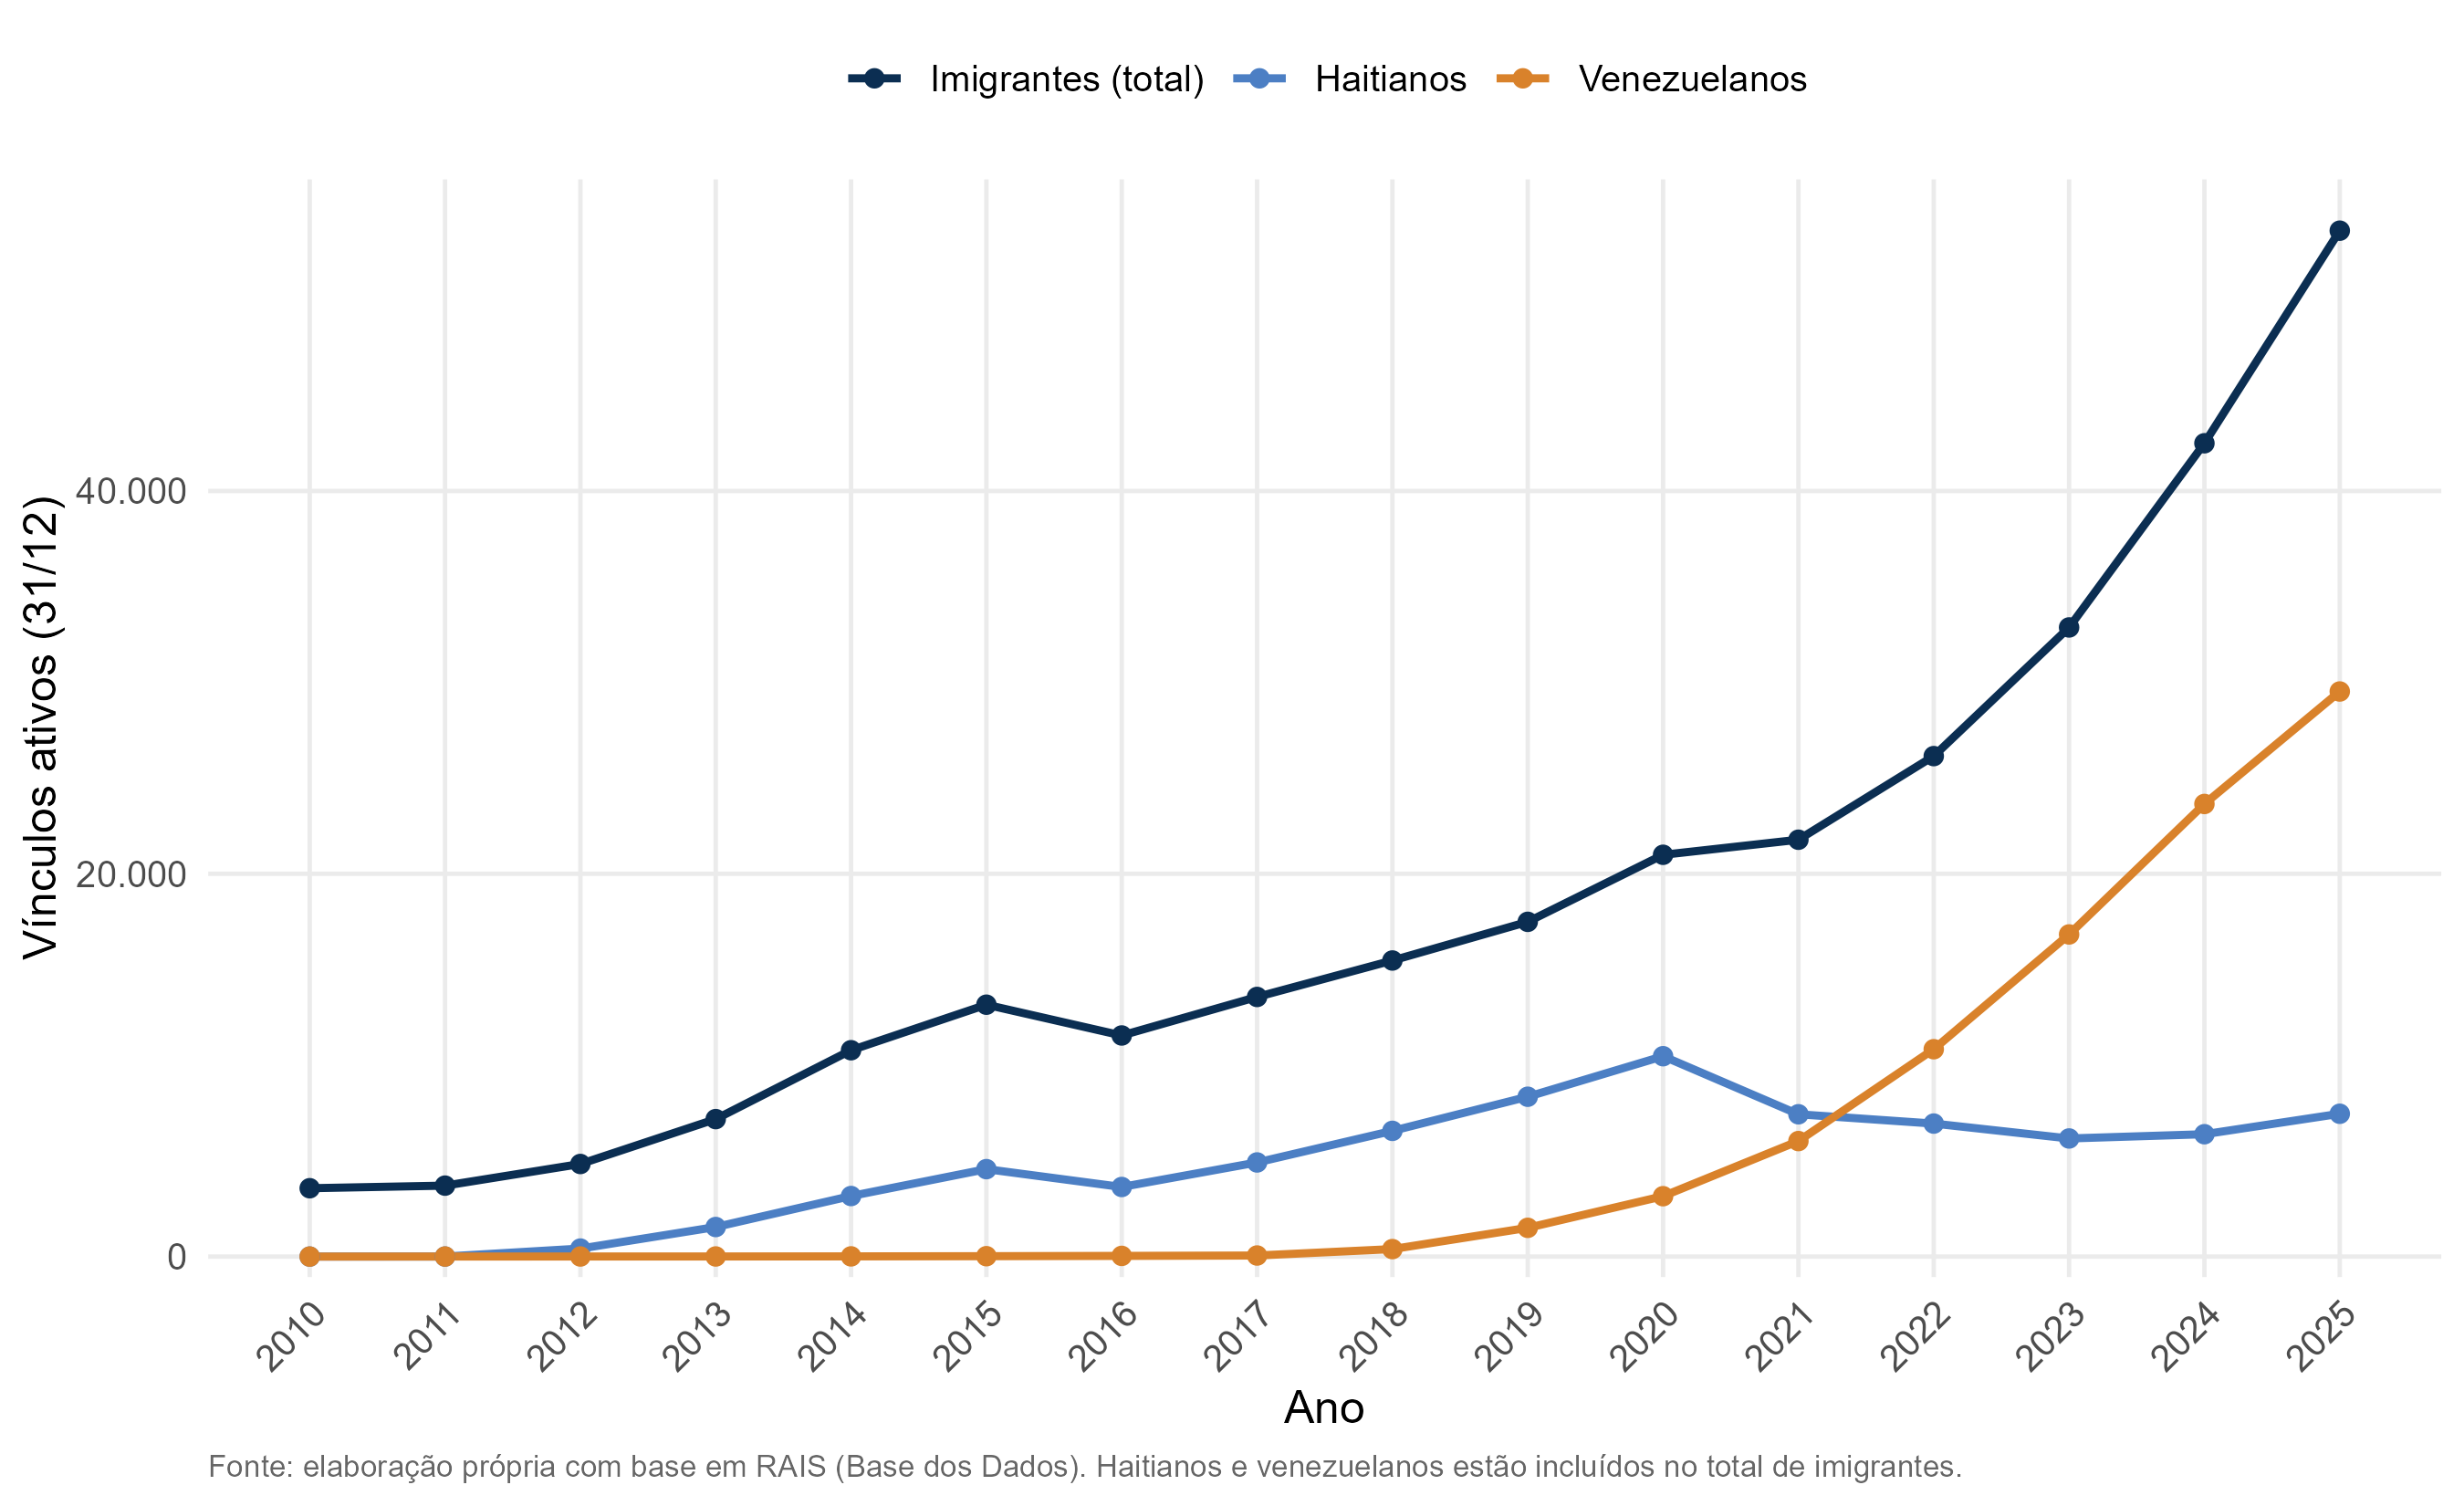 Imigrantes (total) Haitianos Venezuelanos
Vínculos ativos (31/12)
40.000
20.000
0
2010 2011 2012 2013 2014 2015 2016 2017 2018 2019 2020 2021 2022 2023 2024 2025
Ano
Fonte: elaboração própria com base em RAIS (Base dos Dados). Haitianos e venezuelanos estão incluídos no total de imigrantes.